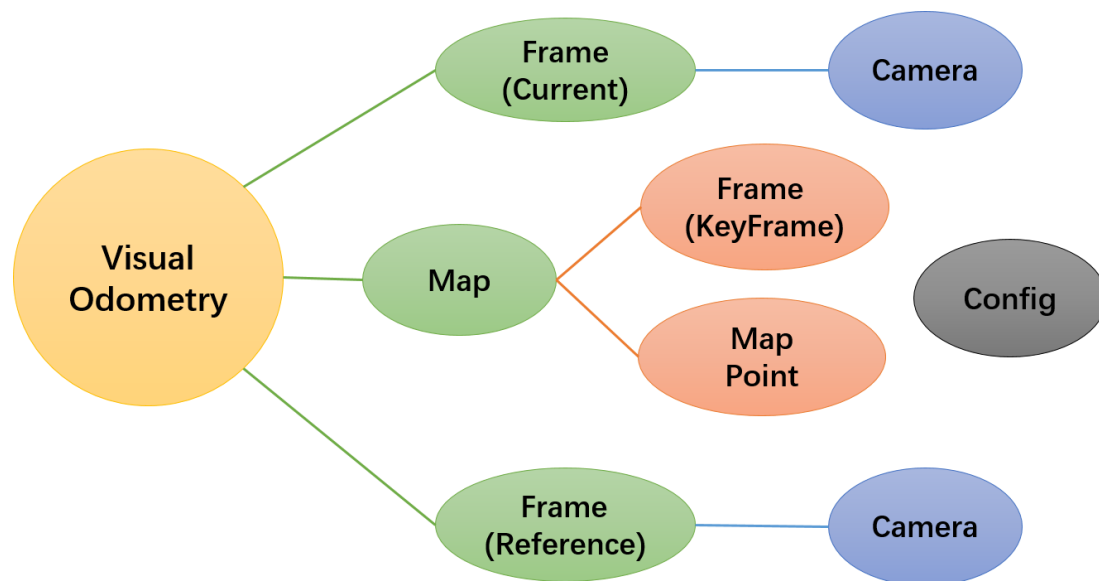 Frame
(Current)
Camera
Frame
(KeyFrame)
Visual
Odometry
Map
Config
Map
Point
Frame
(Reference)
Camera